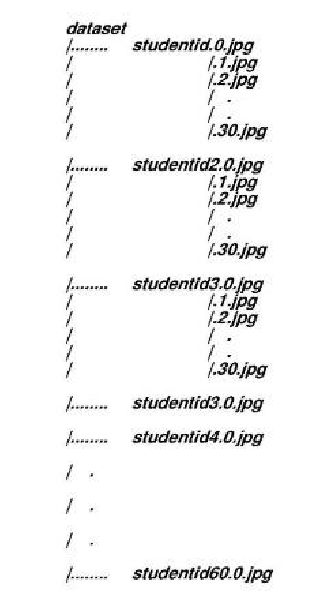 dataset
/........ studentid.0.jpg
/ /.1.jpg
/ /.2.jpg
/ / .
/ / .
/ /.30.jpg
/........ studentid2.0.jpg
/ /.1.jpg
/ /.2.jpg
/ / .
/ / .
/ /.30.jpg
/........ studentid3.0.jpg
/ /.1.jpg
/ /.2.jpg
/ / .
/ / .
/ /.30.jpg
/........ studentid3.0.jpg
/........ studentid4.0.jpg
/ .
/ .
/ .
/........ studentid60.0.jpg